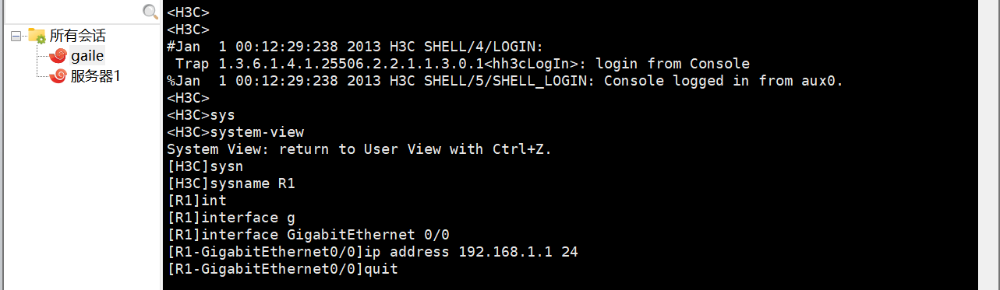 所有会话
gaile
服务器1
<H3C>
<H3C>
#Jan  1 00:12:29:238 2013 H3C SHELL/4/LOGIN:
 Trap 1.3.6.1.4.1.25506.2.2.1.1.3.0.1<hh3cLogIn>: login from Console
%Jan  1 00:12:29:238 2013 H3C SHELL/5/SHELL_LOGIN: Console logged in from aux0.
<H3C>
<H3C>sys
<H3C>system-view
System View: return to User View with Ctrl+Z.
[H3C]sysn
[H3C]sysname R1
[R1]int
[R1]interface g
[R1]interface GigabitEthernet 0/0
[R1-GigabitEthernet0/0]ip address 192.168.1.1 24
[R1-GigabitEthernet0/0]quit